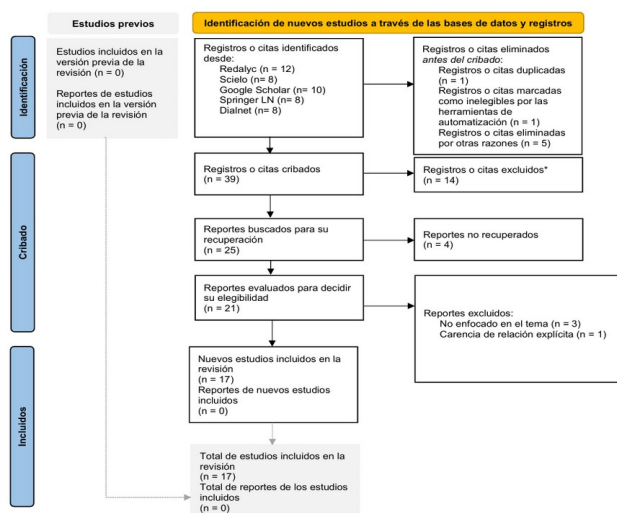 Estudios previos
Identificación de nuevos estudios a través de las bases de datos y registros
Identificación
Estudios incluidos en la
versión previa de la
revisión (n = 0)
Reportes de estudios
incluidos en la versión
previa de la revisión
(n = 0)
Registros o citas identificados
desde:
Redalyc (n = 12)
Scielo (n= 8)
Google Scholar (n= 10)
Springer LN (n= 8)
Dialnet (n= 8)
Registros o citas eliminados
antes del cribado:
Registros o citas duplicadas
(n = 1)
Registros o citas marcadas
como inelegibles por las
herramientas de
automatización (n = 1)
Registros o citas eliminadas
por otras razones (n = 5)
Cribado
Registros o citas cribados
(n = 39)
Registros o citas excluidos*
(n = 14)
Reportes buscados para su
recuperación
(n = 25)
Reportes no recuperados
(n = 4)
Reportes evaluados para decidir
su elegibilidad
(n = 21)
Reportes excluidos:
No enfocado en el tema (n = 3)
Carencia de relación explícita (n = 1)
Incluidos
Nuevos estudios incluidos en la
revisión
(n = 17)
Reportes de nuevos estudios
incluidos
(n = 0)
Total de estudios incluidos en la
revisión
(n = 17)
Total de reportes de los estudios
incluidos
(n = 0)